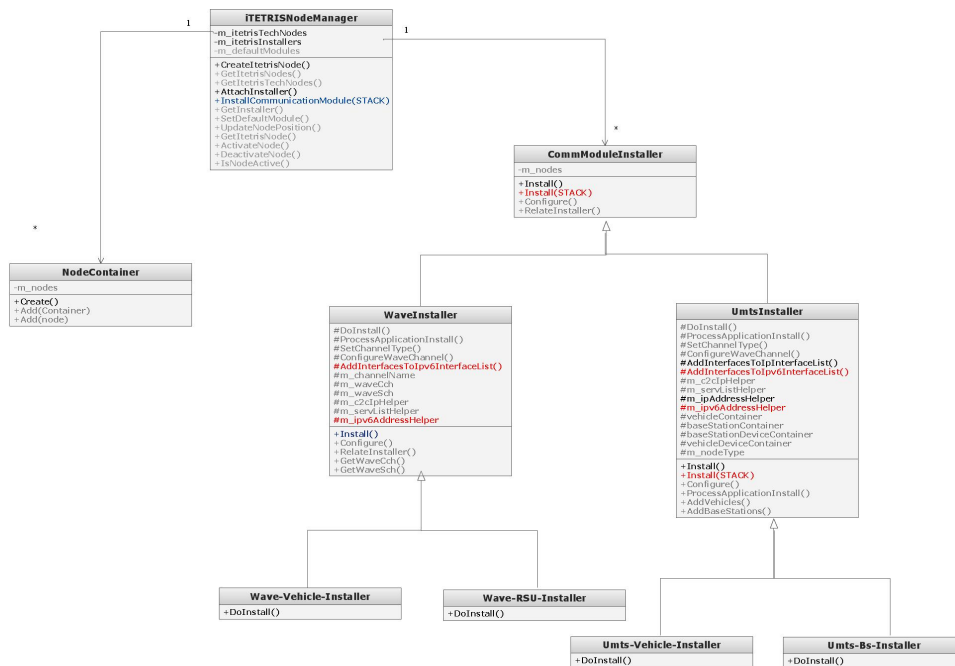 iTETRISNodeManager
-m_itetrisTechNodes
-m_itetrisInstallers
-m_defaultModules
+CreateItetrisNode()
+GetItetrisNodes()
+GetItetrisTechNodes()
+AttachInstaller()
+InstallCommunicationModule(STACK)
+GetInstaller()
+SetDefaultModule()
+UpdateNodePosition()
+GetItetrisNode()
+ActivateNode()
+DeactivateNode()
+IsNodeActive()
1
1
*
*
CommModuleInstaller
-m_nodes
+Install()
+Install(STACK)
+Configure()
+RelateInstaller()
NodeContainer
-m_nodes
+Create()
+Add(Container)
+Add(node)
WaveInstaller
#DoInstall()
#ProcessApplicationInstall()
#SetChannelType()
#ConfigureWaveChannel()
#AddInterfacesToIpv6InterfaceList()
#m_channelName
#m_waveCch
#m_waveSch
#m_c2cIpHelper
#m_servListHelper
#m_ipv6AddressHelper
+Install()
+Configure()
+RelateInstaller()
+GetWaveCch()
+GetWaveSch()
UmtsInstaller
#DoInstall()
#ProcessApplicationInstall()
#SetChannelType()
#ConfigureWaveChannel()
#AddInterfacesToIpInterfaceList()
#AddInterfacesToIpv6InterfaceList()
#m_c2cIpHelper
#m_servListHelper
#m_ipAddressHelper
#m_ipv6AddressHelper
#vehicleContainer
#baseStationContainer
#baseStationDeviceContainer
#vehicleDeviceContainer
#m_nodeType
+Install()
+Install(STACK)
+Configure()
+ProcessApplicationInstall()
+AddVehicles()
+AddBaseStations()
Wave-Vehicle-Installer
+DoInstall()
Wave-RSU-Installer
+DoInstall()
Umts-Vehicle-Installer
+DoInstall()
Umts-Bs-Installer
+DoInstall()